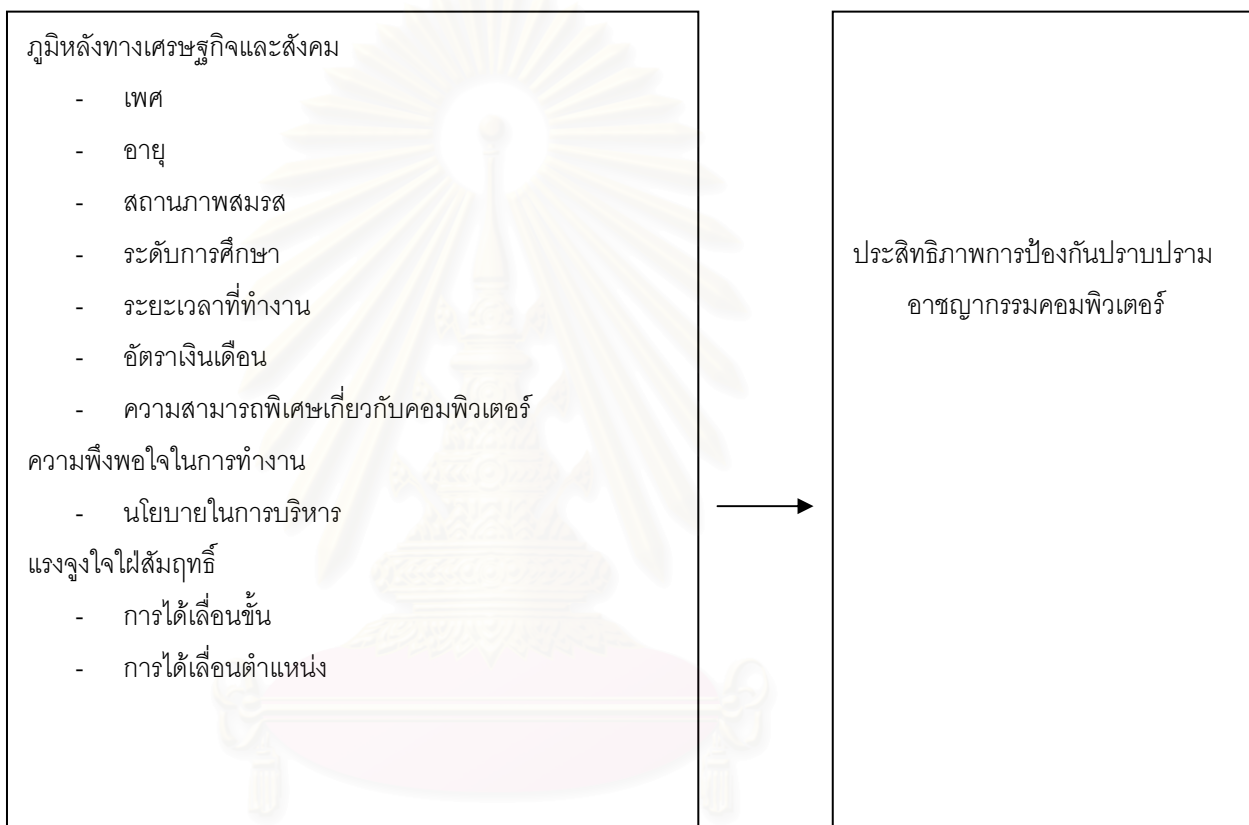 ภูมิหลังทางเศรษฐกิจและสังคม
- เพศ
- อายุ
- สถานภาพสมรส
- ระดับการศึกษา
- ระยะเวลาที่ทำงาน
- อัตราเงินเดือน
- ความสามารถพิเศษเกี่ยวกับคอมพิวเตอร์
ความพึงพอใจในการทำงาน
- นโยบายในการบริหาร
แรงจูงใจใฝ่สัมฤทธิ์
- การได้เลื่อนขั้น
- การได้เลื่อนตำแหน่ง
ประสิทธิภาพการป้องกันปราบปราม
อาชญากรรมคอมพิวเตอร์